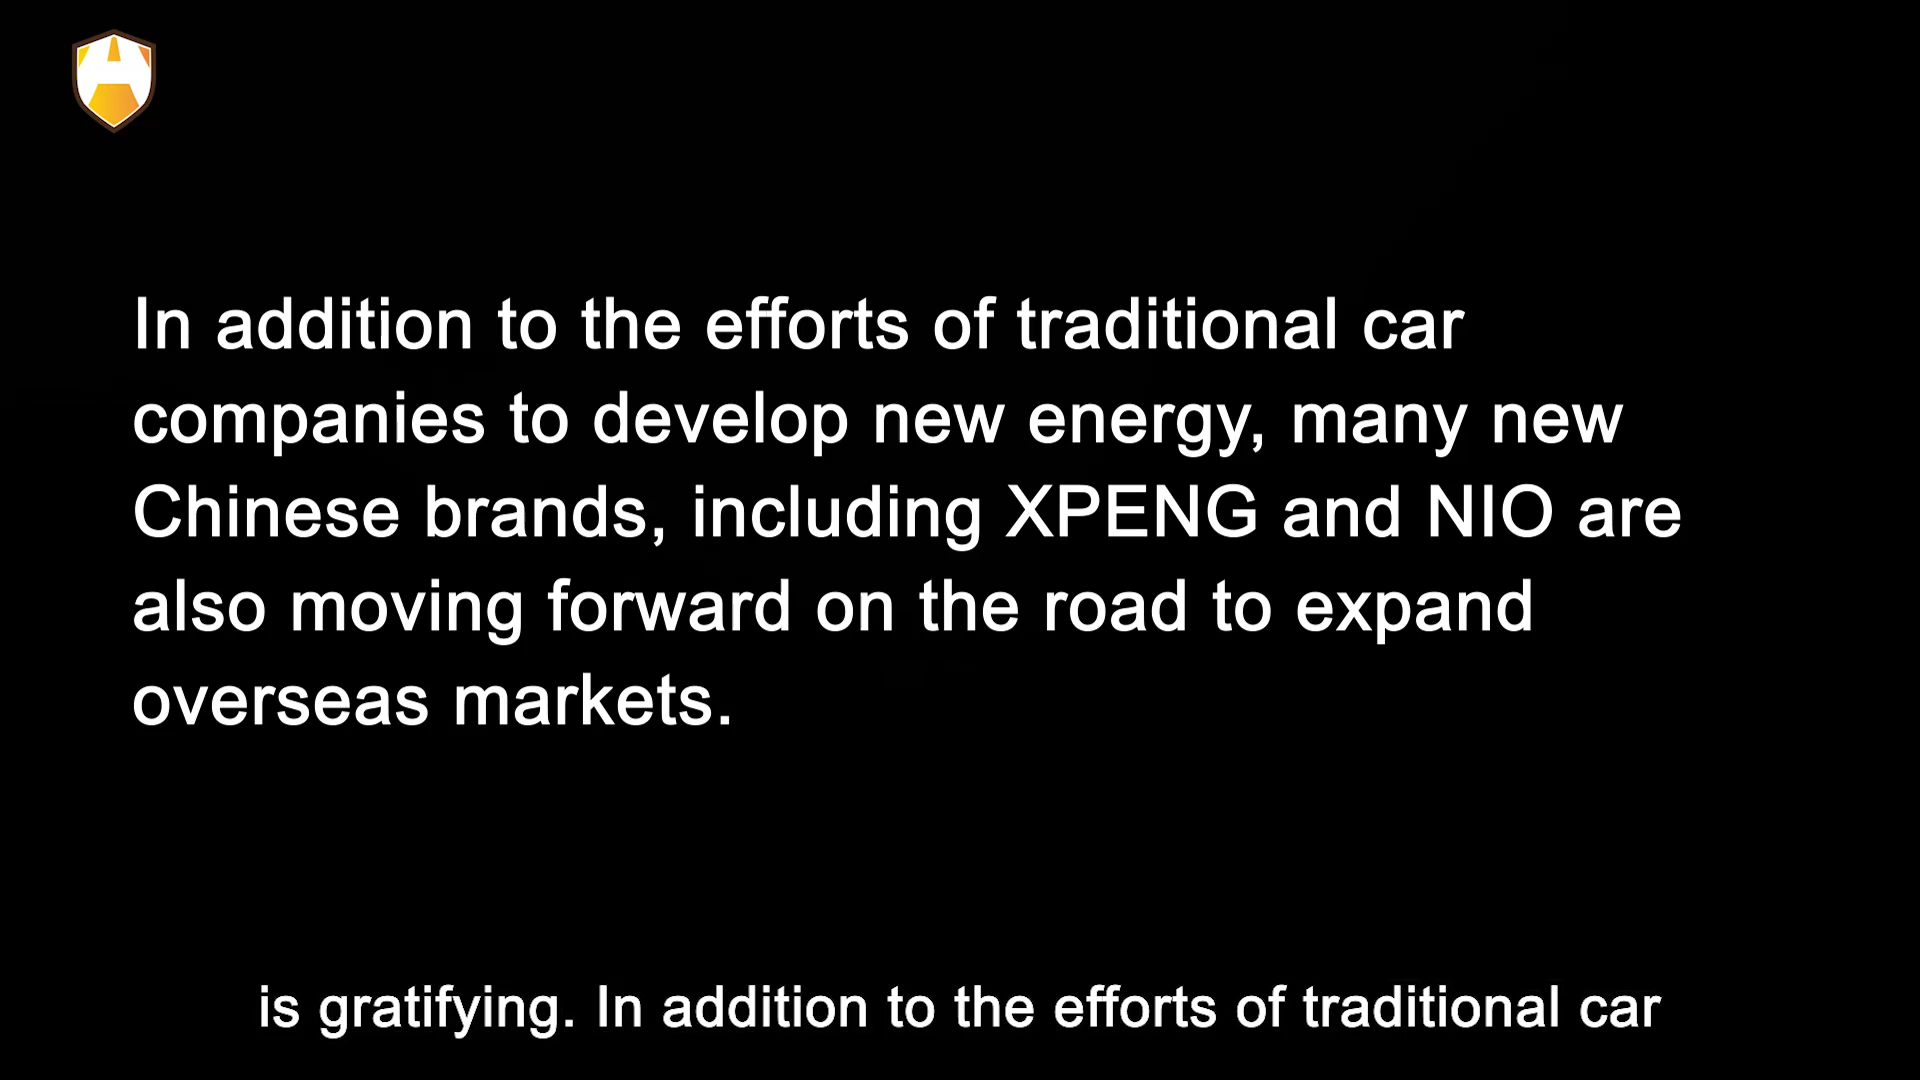 In addition to the efforts of traditional car
companies to develop new energy, many new
Chinese brands, including XPENG and NIO are
also moving forward on the road to expand
overseas markets.
is gratifying. In addition to the efforts of traditional car